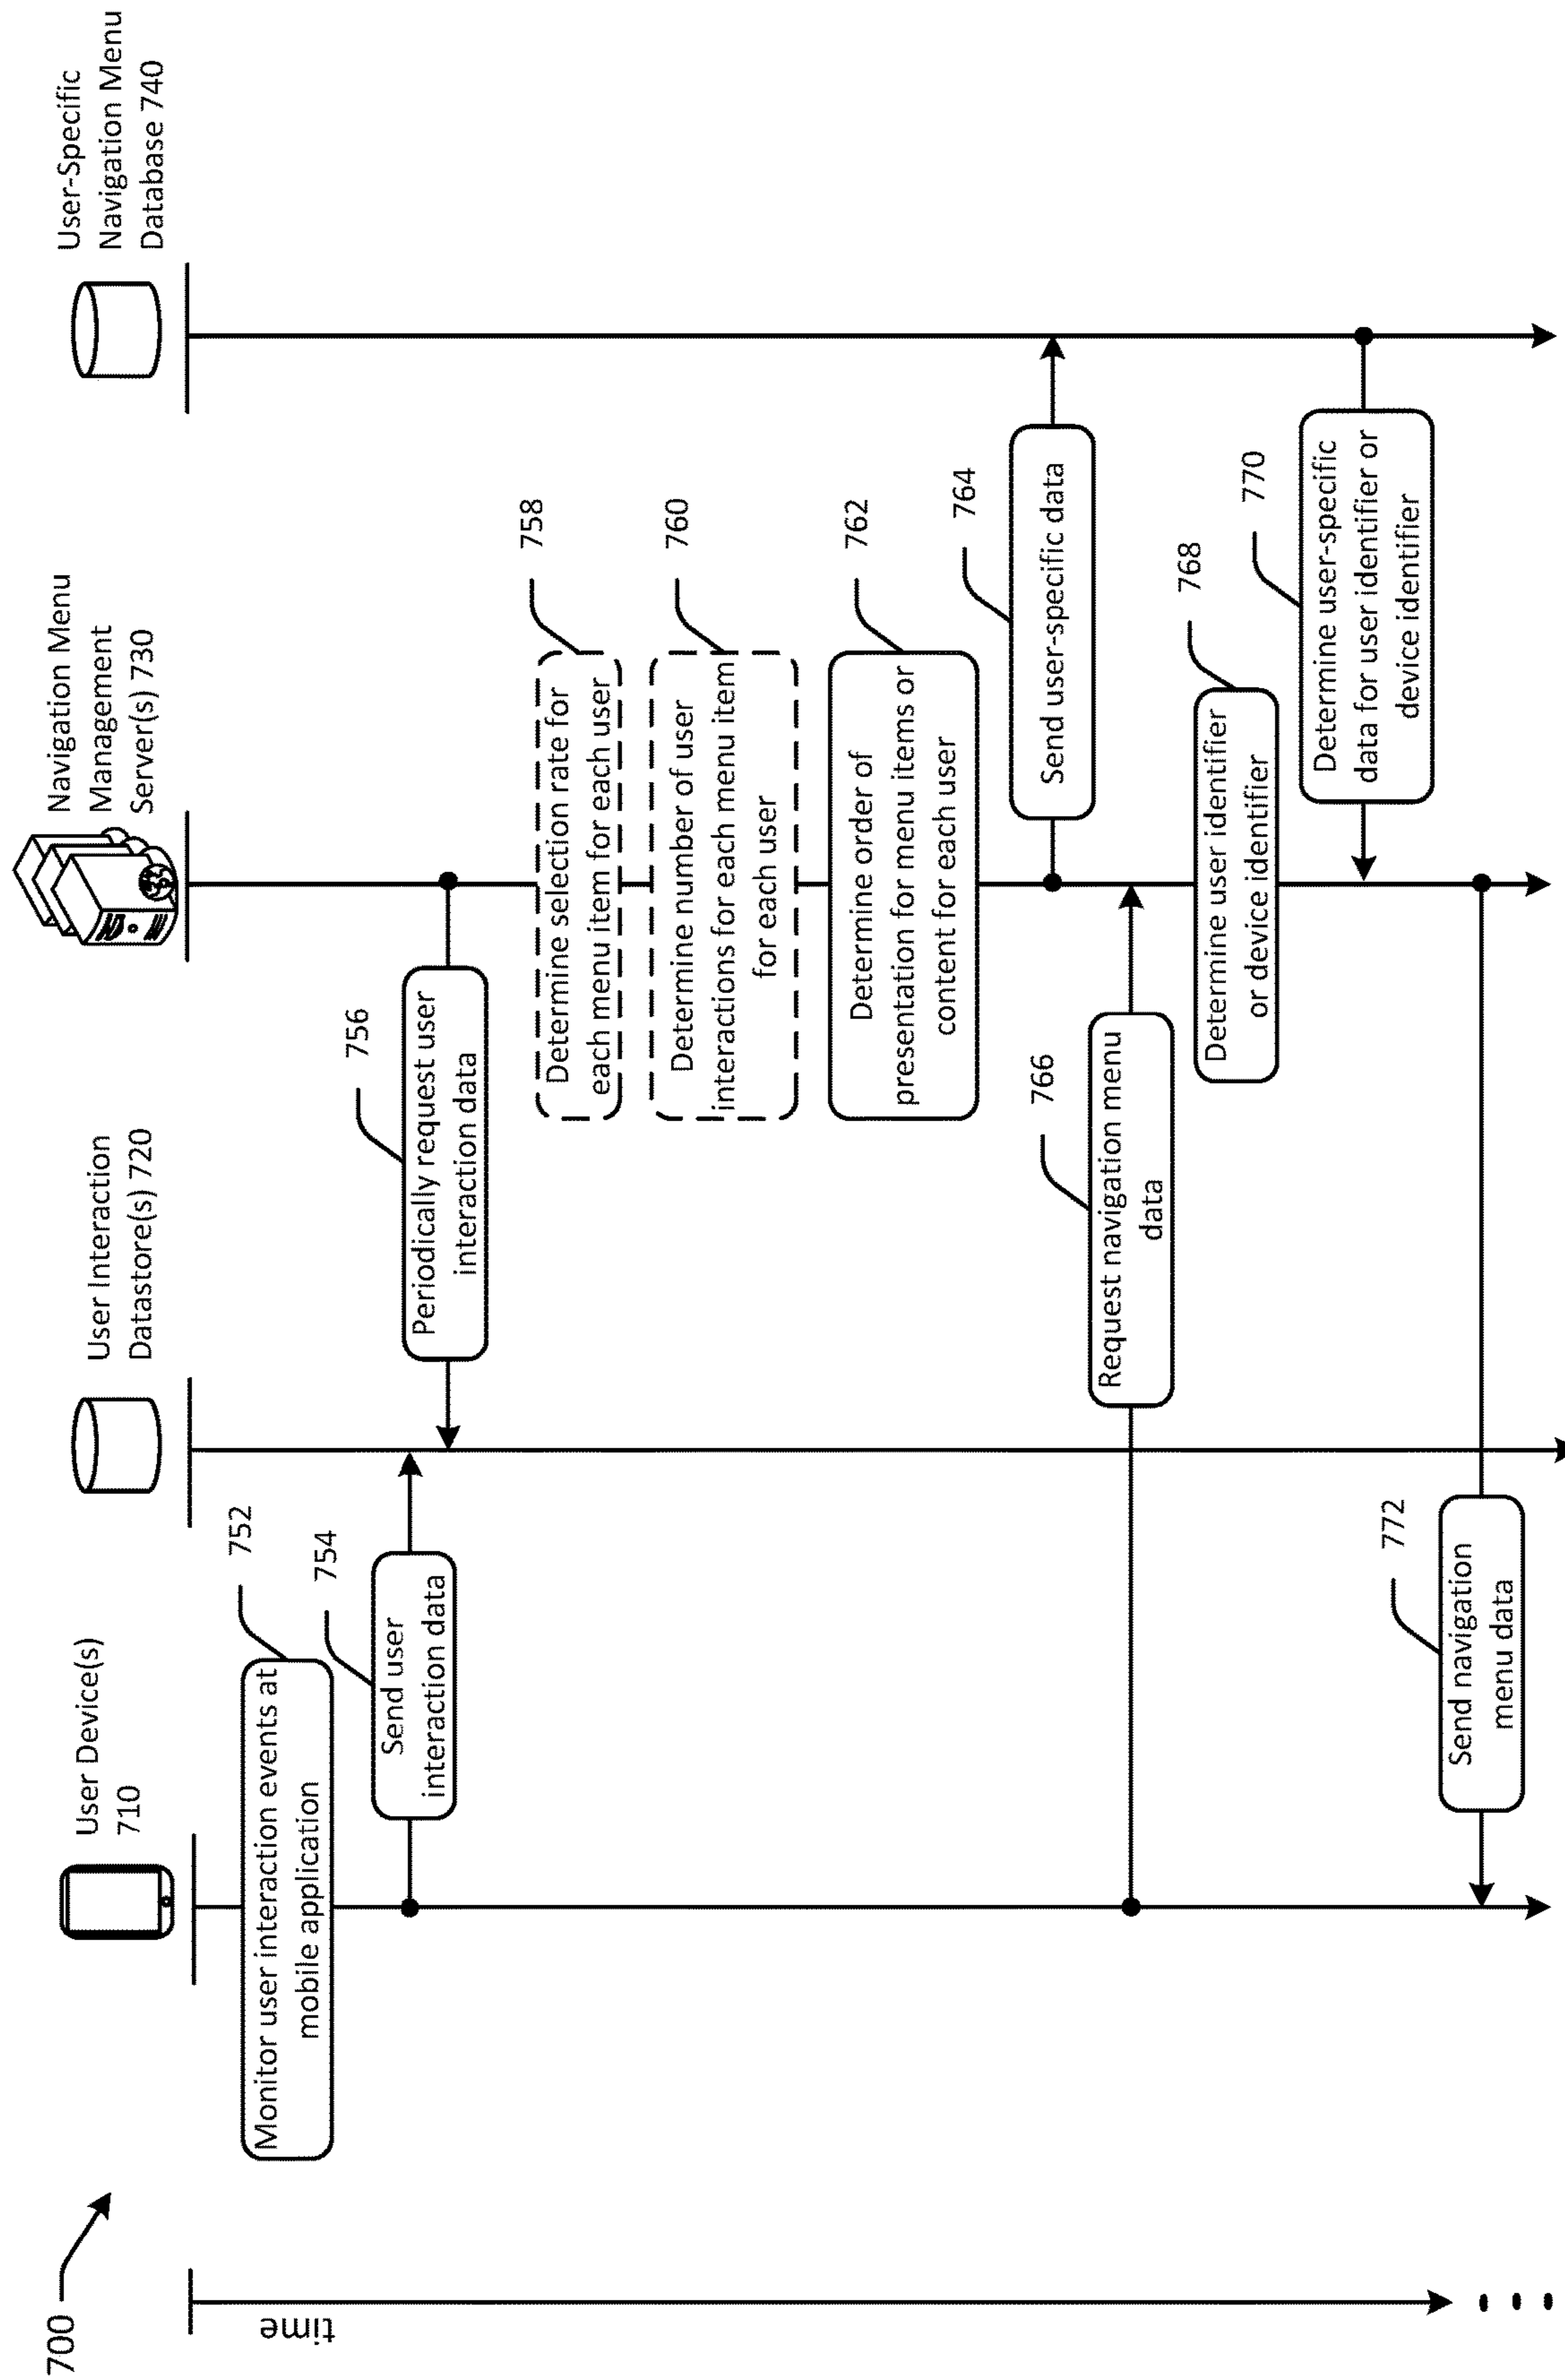 700
time
User Device(s)
710
User Interaction
Datastore(s) 720
Navigation Menu
Management
Server(s) 730
User-Specific
Navigation Menu
Database 740
752
Monitor user interaction events at
mobile application
754
Send user
interaction data
756
Periodically request user
interaction data
758
Determine selection rate for
each menu item for each user
760
Determine number of user
interactions for each menu item
for each user
762
Determine order of
presentation for menu items or
content for each user
764
Send user-specific data
766
Request navigation menu
data
768
Determine user identifier
or device identifier
770
Determine user-specific
data for user identifier or
device identifier
772
Send navigation
menu data